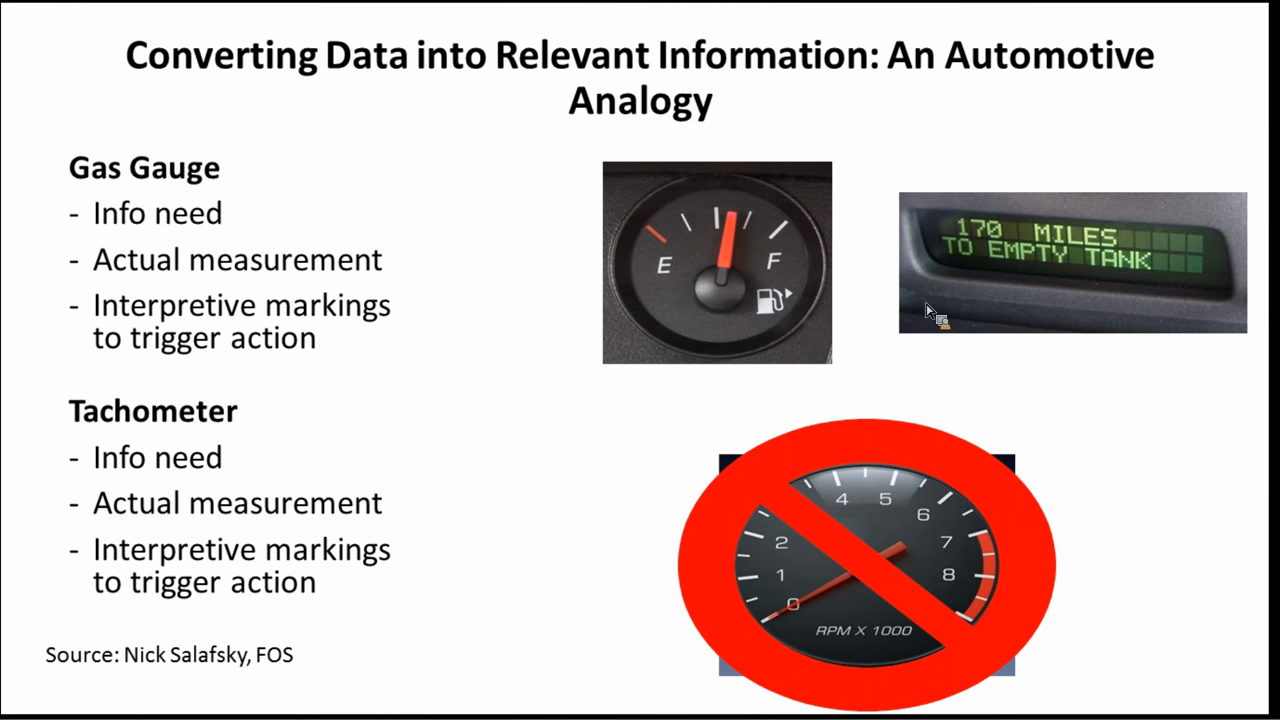 Converting Data into Relevant Information: An Automotive
Analogy
Gas Gauge
- Info need
- Actual measurement
- Interpretive markings
to trigger action
E
F
170 MILES
TO EMPTY TANK
Tachometer
- Info need
- Actual measurement
- Interpretive markings
to trigger action
0
1
2
4
5
6
7
8
RPM X 1000
Source: Nick Salafsky, FOS